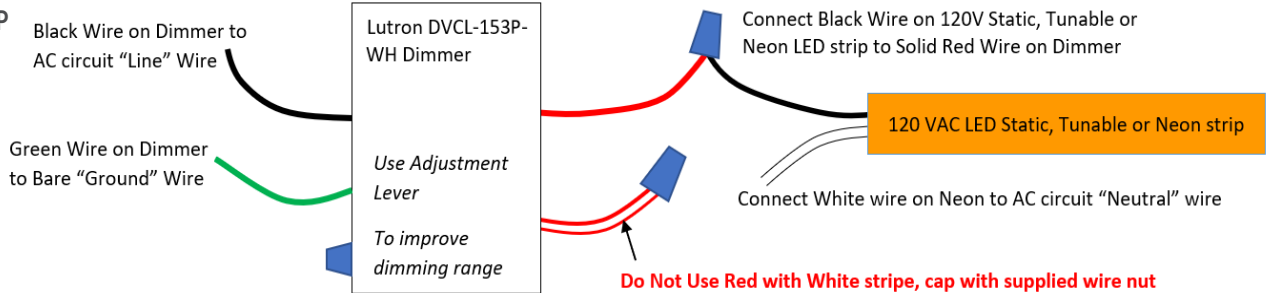 P
Black Wire on Dimmer to
AC circuit “Line” Wire
Green Wire on Dimmer
to Bare “Ground” Wire
Lutron DVCL-153P-
WH Dimmer
Use Adjustment
Lever
To improve
dimming range
Connect Black Wire on 120V Static, Tunable or
Neon LED strip to Solid Red Wire on Dimmer
120 VAC LED Static, Tunable or Neon strip
Connect White wire on Neon to AC circuit “Neutral” wire
Do Not Use Red with White stripe, cap with supplied wire nut